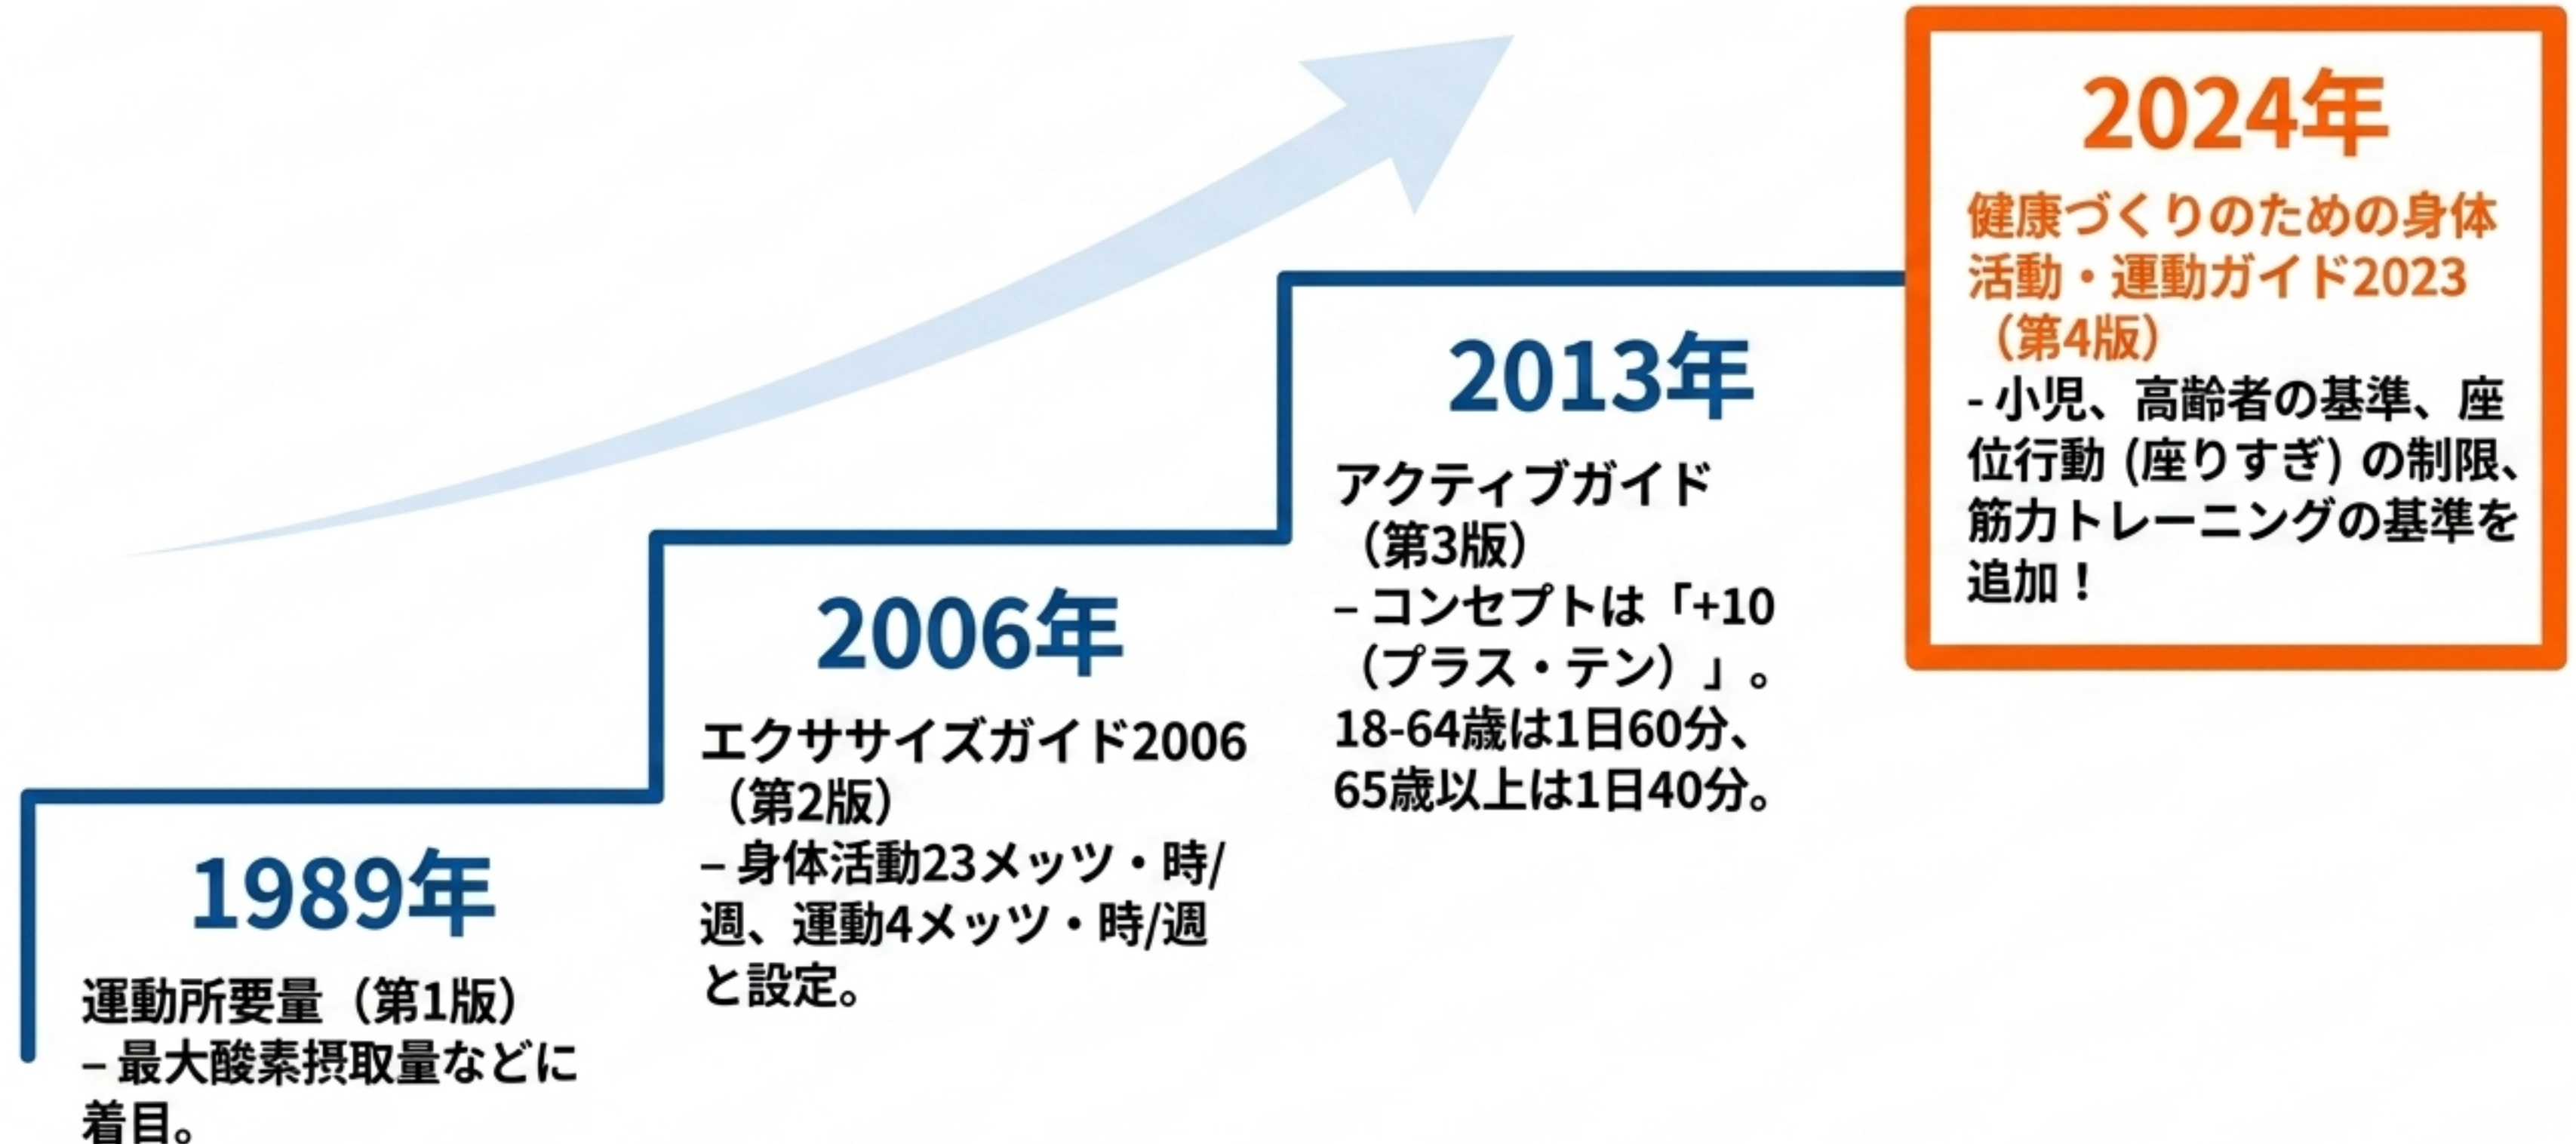 1989年
運動所要量（第1版）
– 最大酸素摂取量などに
着目。
2006年
エクササイズガイド2006
（第2版）
– 身体活動23メッツ・時/
週、運動4メッツ・時/週
と設定。
2013年
アクティブガイド
（第3版）
– コンセプトは「+10
（プラス・テン）」。
18-64歳は1日60分、
65歳以上は1日40分。
2024年
健康づくりのための身体
活動・運動ガイド2023
（第4版）
- 小児、高齢者の基準、座
位行動 (座りすぎ) の制限、
筋力トレーニングの基準を
追加！